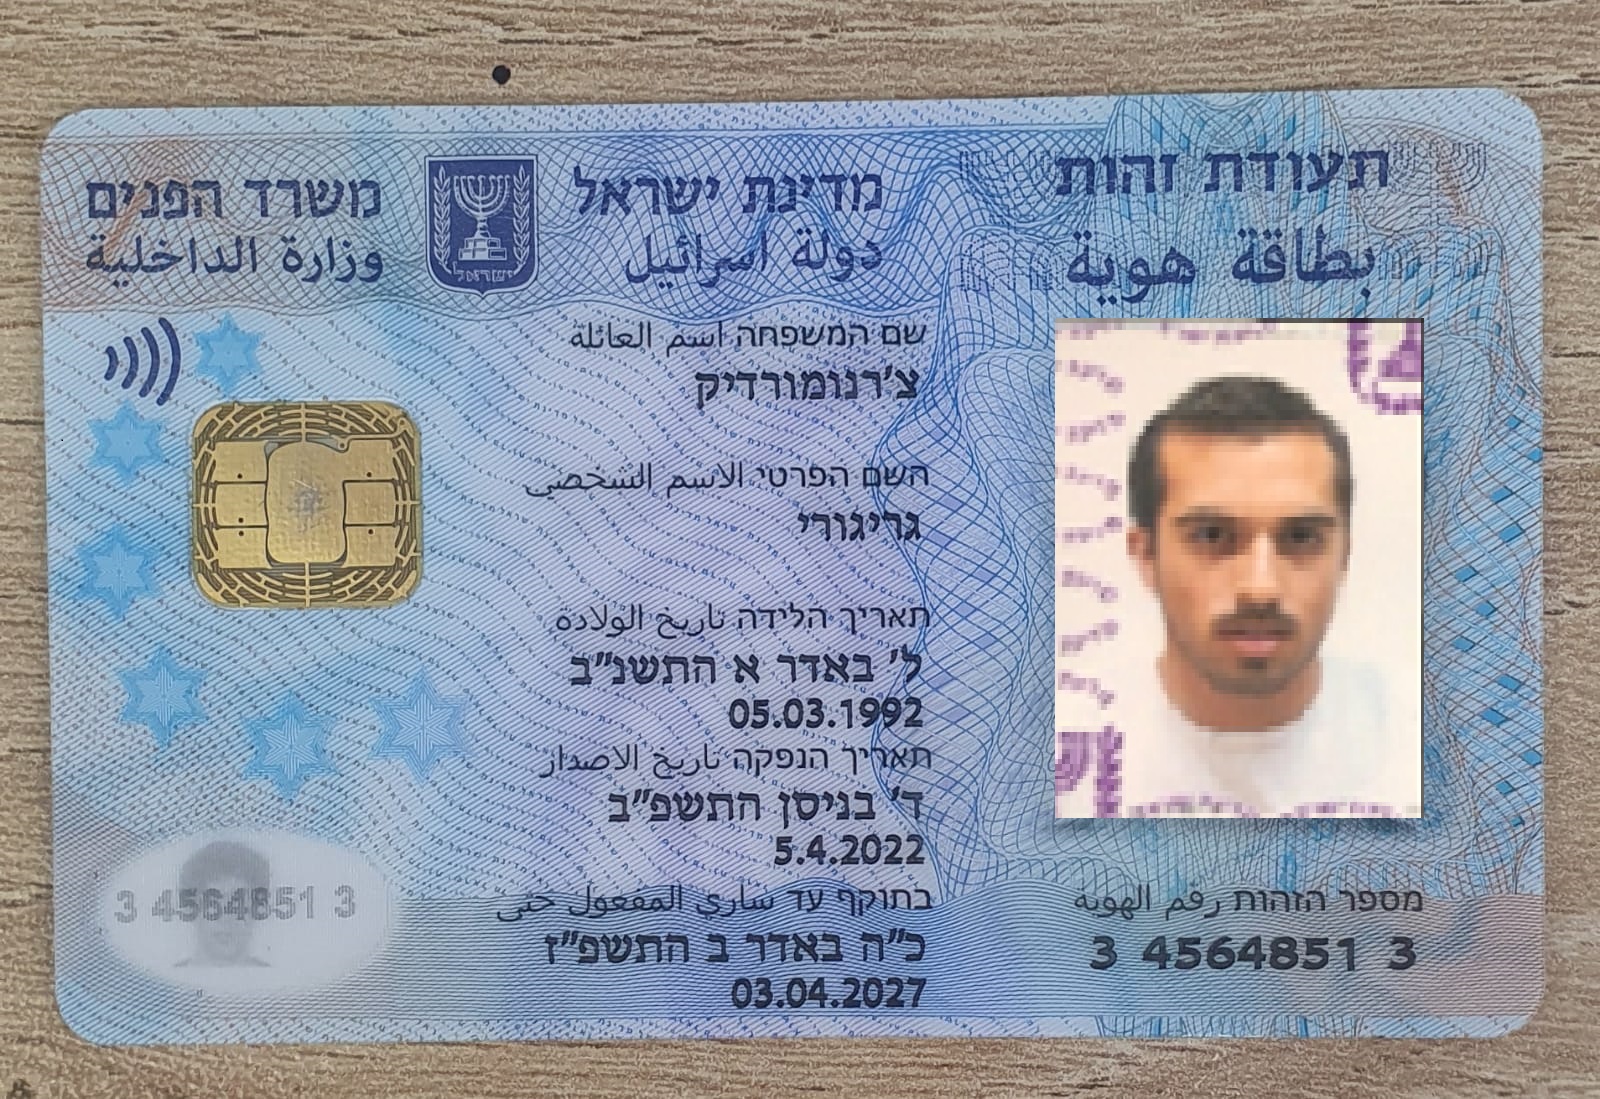 תעודת זהות
بطاقة هوية
מדינת ישראל
دولة اسرائيل
משרד הפנים
وزارة الداخلية
שם המשפחה اسم العائلة
צ'רנומורדיק
השם הפרטי الاسم الشخصي
גריגורי
תאריך הלידה تاريخ الولادة
ל' באדר א התשנ"ב
05.03.1992
תאריך הנפקה تاريخ الاصدار
ד' בניסן התשפ"ב
5.4.2022
בתוקף עד ساري المفعول حتى
כ"ה באדר ב התשפ"ז
03.04.2027
מספר הזהות رقم الهوية
3 4564851 3
3 4564851 3